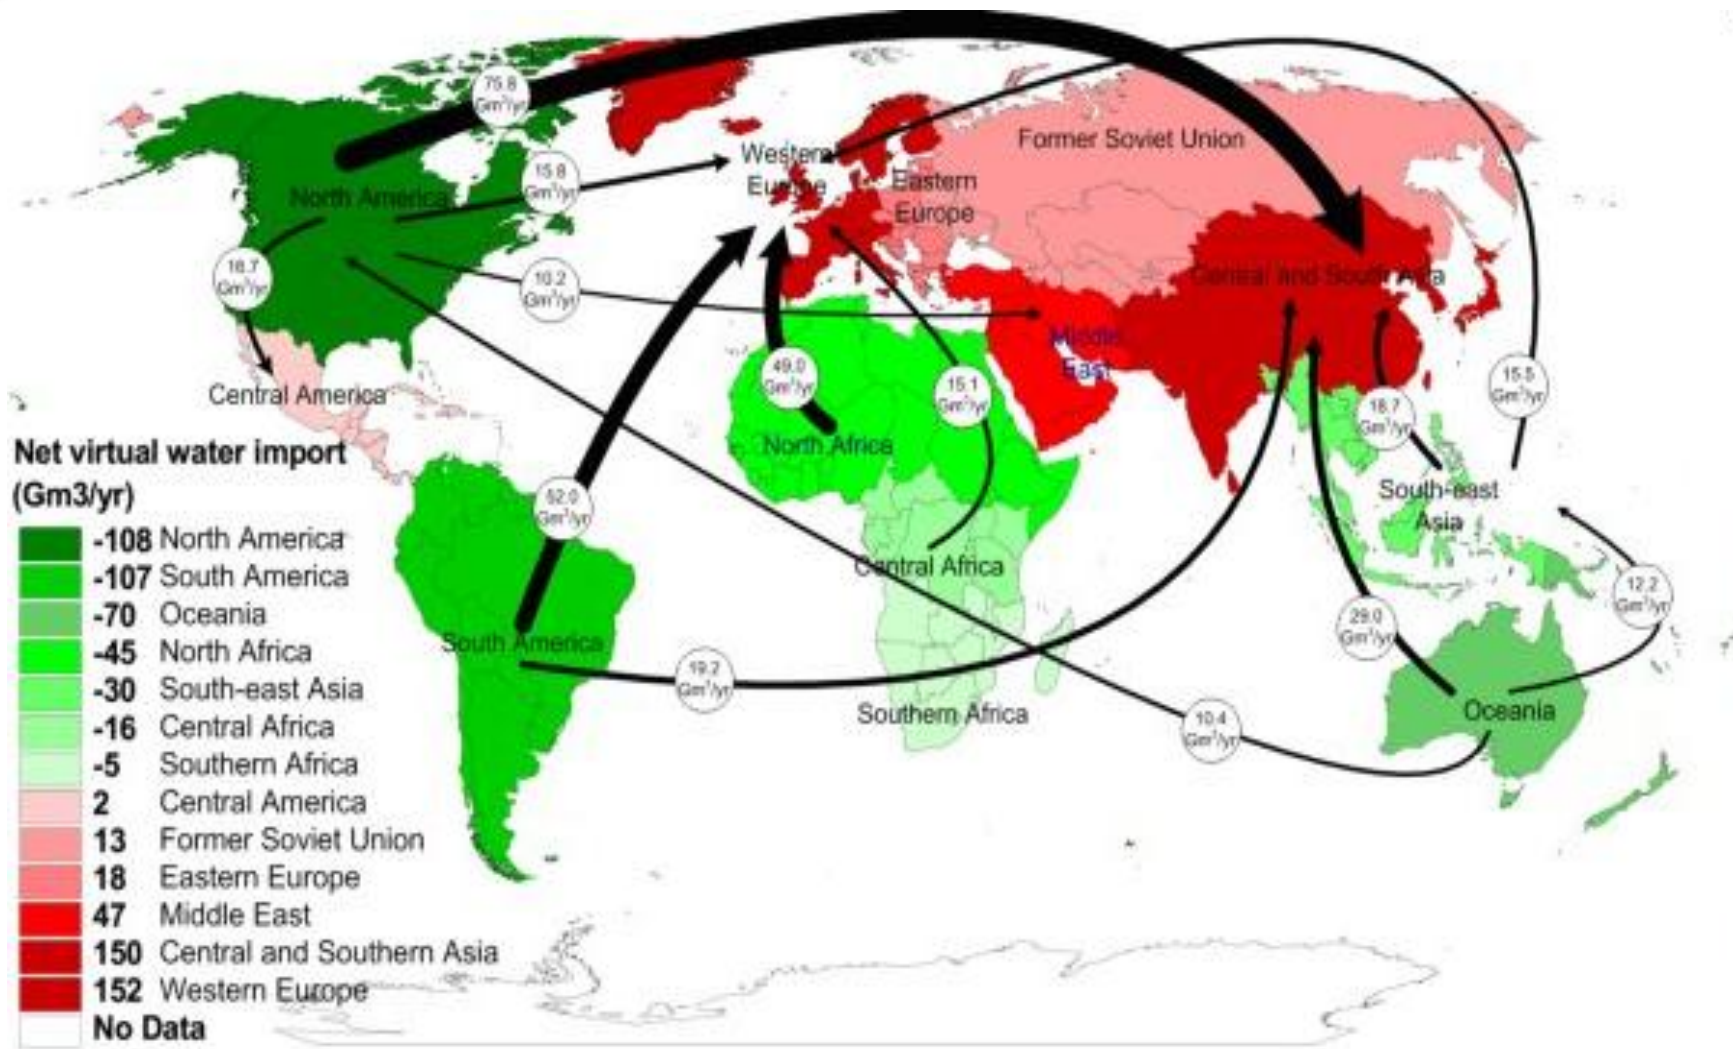 75.8
Gm³/yr
Former Soviet Union
Western
Europe
15.8
Gm³/yr
Eastern
Europe
North America
18.7
Gm³/yr
10.2
Gm³/yr
Central and South Asia
Middle
East
49.0
Gm³/yr
15.1
Gm³/yr
15.5
Gm³/yr
18.7
Gm³/yr
Central America
North Africa
52.0
Gm³/yr
South-east
Asia
Central Africa
12.2
Gm³/yr
29.0
Gm³/yr
South America
19.2
Gm³/yr
Southern Africa
10.4
Gm³/yr
Oceania
Net virtual water import
(Gm3/yr)
-108 North America
-107 South America
-70 Oceania
-45 North Africa
-30 South-east Asia
-16 Central Africa
-5 Southern Africa
2 Central America
13 Former Soviet Union
18 Eastern Europe
47 Middle East
150 Central and Southern Asia
152 Western Europe
No Data